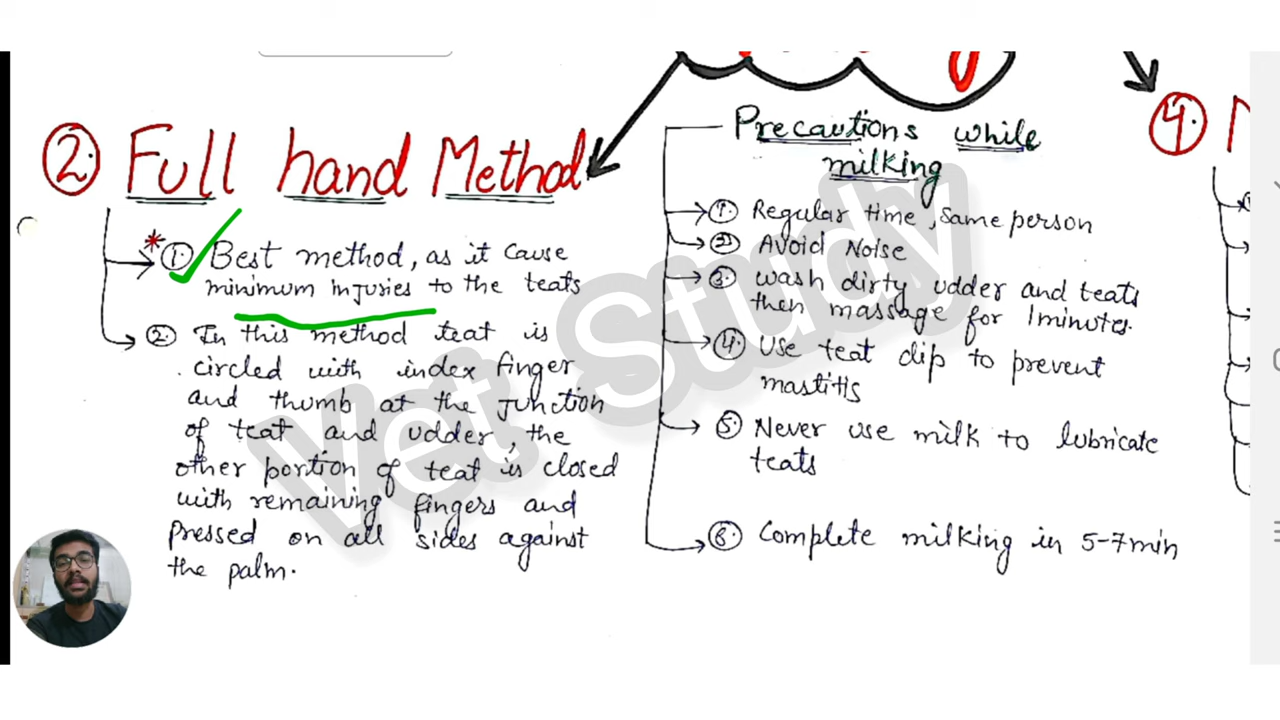 ② Full hand Method
* ① Best method, as it cause
minimum injuries to the teats
② In this method teat is
circled with index finger
and thumb at the junction
of teat and udder, the
other portion of teat is closed
with remaining fingers and
pressed on all sides against
the palm.
Precautions while
milking
① Regular time, same person
② Avoid Noise
③ wash dirty udder and teats
then massage for 1minutes.
④ Use teat dip to prevent
mastitis
⑤ Never use milk to lubricate
teats
⑥ Complete milking in 5-7min
④
Vet Study